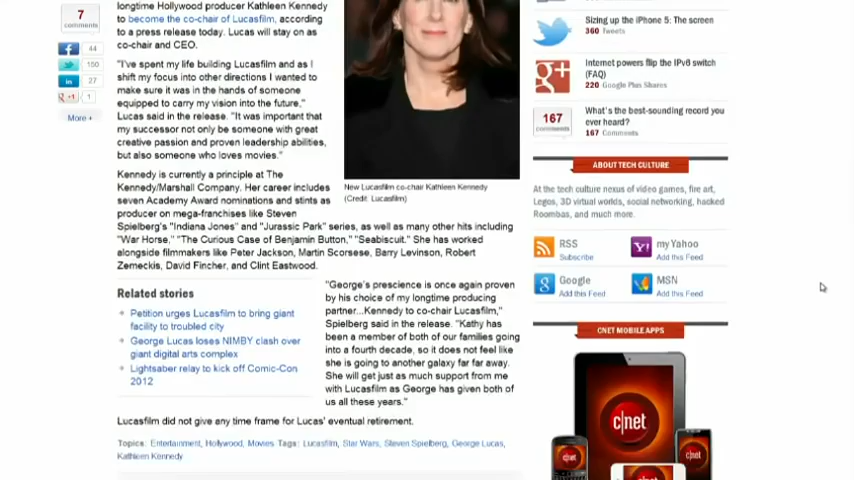 longtime Hollywood producer Kathleen Kennedy
to become the co-chair of Lucasfilm, according
to a press release today. Lucas will stay on as
co-chair and CEO.
"I've spent my life building Lucasfilm and as I
shift my focus into other directions I wanted to
make sure it was in the hands of someone
equipped to carry my vision into the future,"
Lucas said in the release. "It was important that
my successor not only be someone with great
creative passion and proven leadership abilities,
but also someone who loves movies."
Kennedy is currently a principle at The
Kennedy/Marshall Company. Her career includes
seven Academy Award nominations and stints as
producer on mega-franchises like Steven
Spielberg's "Indiana Jones" and "Jurassic Park" series, as well as many other hits including
"War Horse," "The Curious Case of Benjamin Button," "Seabiscuit." She has worked
alongside filmmakers like Peter Jackson, Martin Scorsese, Barry Levinson, Robert
Zemeckis, David Fincher, and Clint Eastwood.
7
comments
44
150
in 27
g +1 1
More +
New Lucasfilm co-chair Kathleen Kennedy
(Credit: Lucasfilm)
Related stories
Petition urges Lucasfilm to bring giant
facility to troubled city
George Lucas loses NIMBY clash over
giant digital arts complex
Lightsaber relay to kick off Comic-Con
2012
"George's prescience is once again proven
by his choice of my longtime producing
partner...Kennedy to co-chair Lucasfilm,"
Spielberg said in the release. "Kathy has
been a member of both of our families going
into a fourth decade, so it does not feel like
she is going to another galaxy far far away.
She will get just as much support from me
with Lucasfilm as George has given both of
us all these years."
Lucasfilm did not give any time frame for Lucas' eventual retirement.
Topics: Entertainment, Hollywood, Movies Tags: Lucasfilm, Star Wars, Steven Spielberg, George Lucas,
Kathleen Kennedy
Sizing up the iPhone 5: The screen
360 Tweets
g+
Internet powers flip the IPv6 switch
(FAQ)
220 Google Plus Shares
167
comments
What's the best-sounding record you
ever heard?
167 Comments
ABOUT TECH CULTURE
At the tech culture nexus of video games, fire art,
Legos, 3D virtual worlds, social networking, hacked
Roombas, and much more.
RSS
Subscribe
Y!
my Yahoo
Add this Feed
g
Google
Add this Feed
MSN
Add this Feed
CNET MOBILE APPS
c|net
c|net
c|net